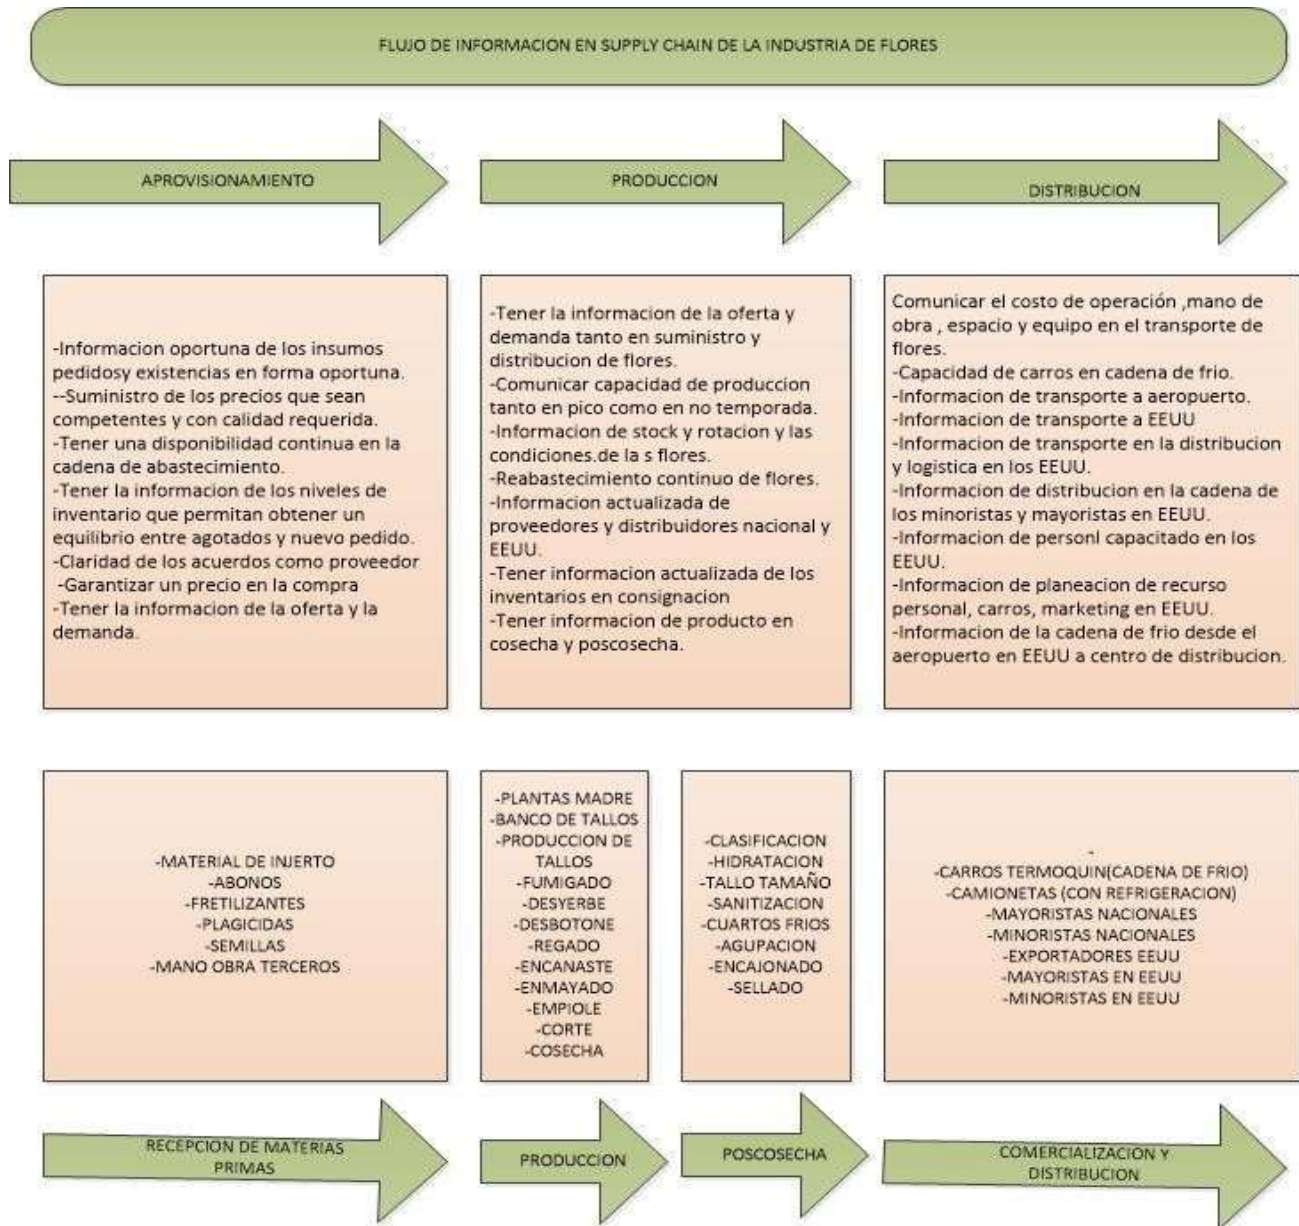 FLUJO DE INFORMACION EN SUPPLY CHAIN DE LA INDUSTRIA DE FLORES
APROVISIONAMIENTO
PRODUCCION
DISTRIBUCION
-Informacion oportuna de los insumos
pedidosy existencias en forma oportuna.
--Suministro de los precios que sean
competentes y con calidad requerida.
-Tener una disponibilidad continua en la
cadena de abastecimiento.
-Tener la informacion de los niveles de
inventario que permitan obtener un
equilibrio entre agotados y nuevo pedido.
-Claridad de los acuerdos como proveedor
-Garantizar un precio en la compra
-Tener la informacion de la oferta y la
demanda.
-Tener la informacion de la oferta y
demanda tanto en suministro y
distribucion de flores.
-Comunicar capacidad de produccion
tanto en pico como en no temporada.
-Informacion de stock y rotacion y las
condiciones.de la s flores.
-Reabastecimiento continuo de flores.
-Informacion actualizada de
proveedores y distribuidores nacional y
EEUU.
-Tener informacion actualizada de los
inventarios en consignacion
-Tener informacion de producto en
cosecha y poscosecha.
Comunicar el costo de operación ,mano de
obra , espacio y equipo en el transporte de
flores.
-Capacidad de carros en cadena de frio.
-Informacion de transporte a aeropuerto.
-Informacion de transporte a EEUU
-Informacion de transporte en la distribucion
y logistica en los EEUU.
-Informacion de distribucion en la cadena de
los minoristas y mayoristas en EEUU.
-Informacion de personl capacitado en los
EEUU.
-Informacion de planeacion de recurso
personal, carros, marketing en EEUU.
-Informacion de la cadena de frio desde el
aeropuerto en EEUU a centro de distribucion.
-MATERIAL DE INJERTO
-ABONOS
-FRETILIZANTES
-PLAGICIDAS
-SEMILLAS
-MANO OBRA TERCEROS
-PLANTAS MADRE
-BANCO DE TALLOS
-PRODUCCION DE
TALLOS
-FUMIGADO
-DESYERBE
-DESBOTONE
-REGADO
-ENCANASTE
-ENMAYADO
-EMPIOLE
-CORTE
-COSECHA
-CLASIFICACION
-HIDRATACION
-TALLO TAMAÑO
-SANITIZACION
-CUARTOS FRIOS
-AGUPACION
-ENCAJONADO
-SELLADO
-
-CARROS TERMOQUIN(CADENA DE FRIO)
-CAMIONETAS (CON REFRIGERACION)
-MAYORISTAS NACIONALES
-MINORISTAS NACIONALES
-EXPORTADORES EEUU
-MAYORISTAS EN EEUU
-MINORISTAS EN EEUU
RECEPCION DE MATERIAS
PRIMAS
PRODUCCION
POSCOSECHA
COMERCIALIZACION Y
DISTRIBUCION